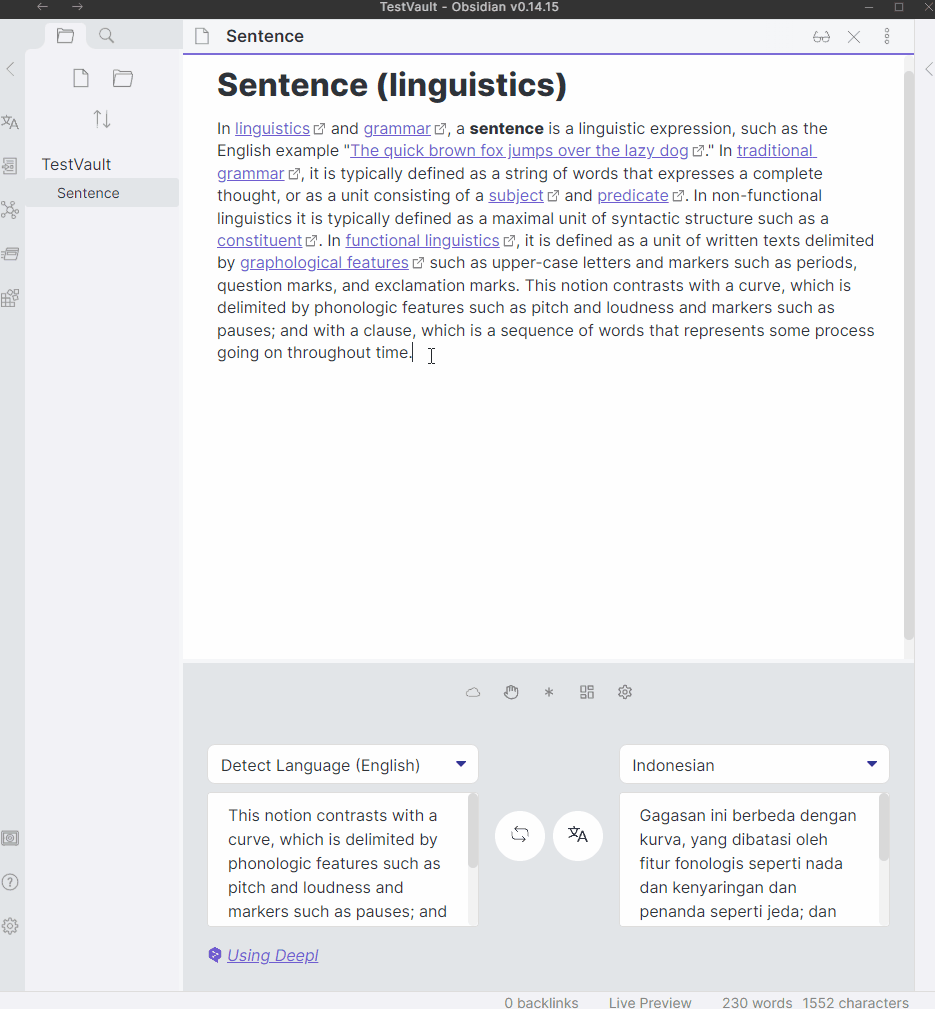 TestVault - Obsidian v0.14.15
Sentence
TestVault
Sentence
Sentence (linguistics)
In linguistics and grammar, a sentence is a linguistic expression, such as the
English example "The quick brown fox jumps over the lazy dog." In traditional
grammar, it is typically defined as a string of words that expresses a complete
thought, or as a unit consisting of a subject and predicate. In non-functional
linguistics it is typically defined as a maximal unit of syntactic structure such as a
constituent. In functional linguistics, it is defined as a unit of written texts delimited
by graphological features such as upper-case letters and markers such as periods,
question marks, and exclamation marks. This notion contrasts with a curve, which is
delimited by phonologic features such as pitch and loudness and markers such as
pauses; and with a clause, which is a sequence of words that represents some process
going on throughout time.
Detect Language (English)
This notion contrasts with a
curve, which is delimited by
phonologic features such as
pitch and loudness and
markers such as pauses; and
Indonesian
Gagasan ini berbeda dengan
kurva, yang dibatasi oleh
fitur fonologis seperti nada
dan kenyaringan dan
penanda seperti jeda; dan
Using Deepl
0 backlinks Live Preview 230 words 1552 characters